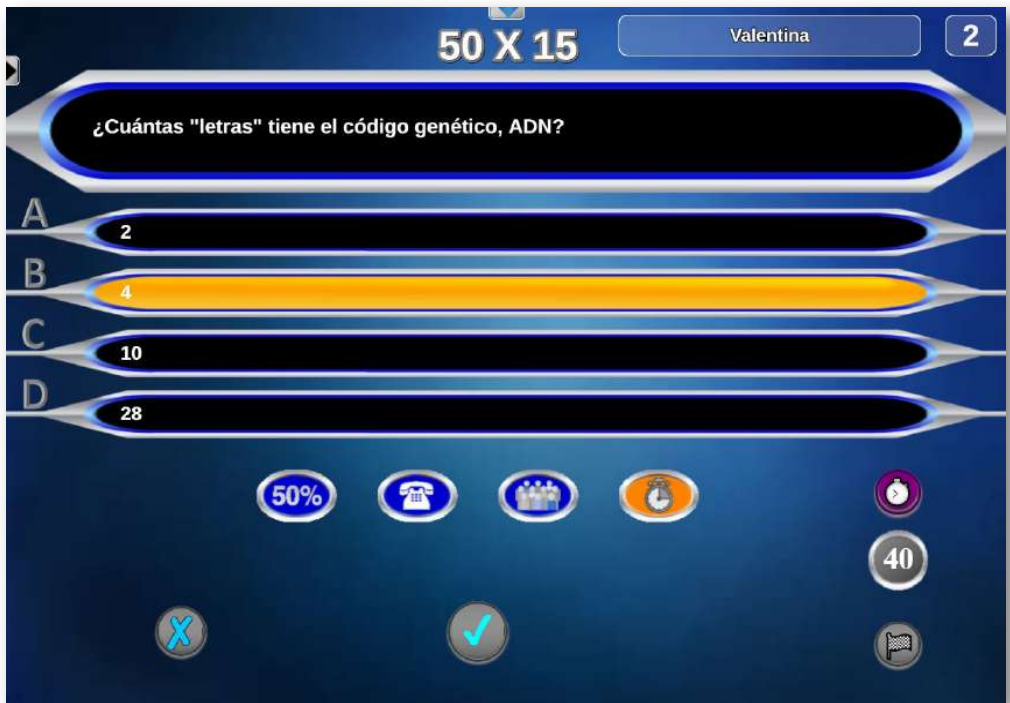 50 X 15
Valentina
2
¿Cuántas "letras" tiene el código genético, ADN?
A
2
B
4
C
10
D
28
50%
40